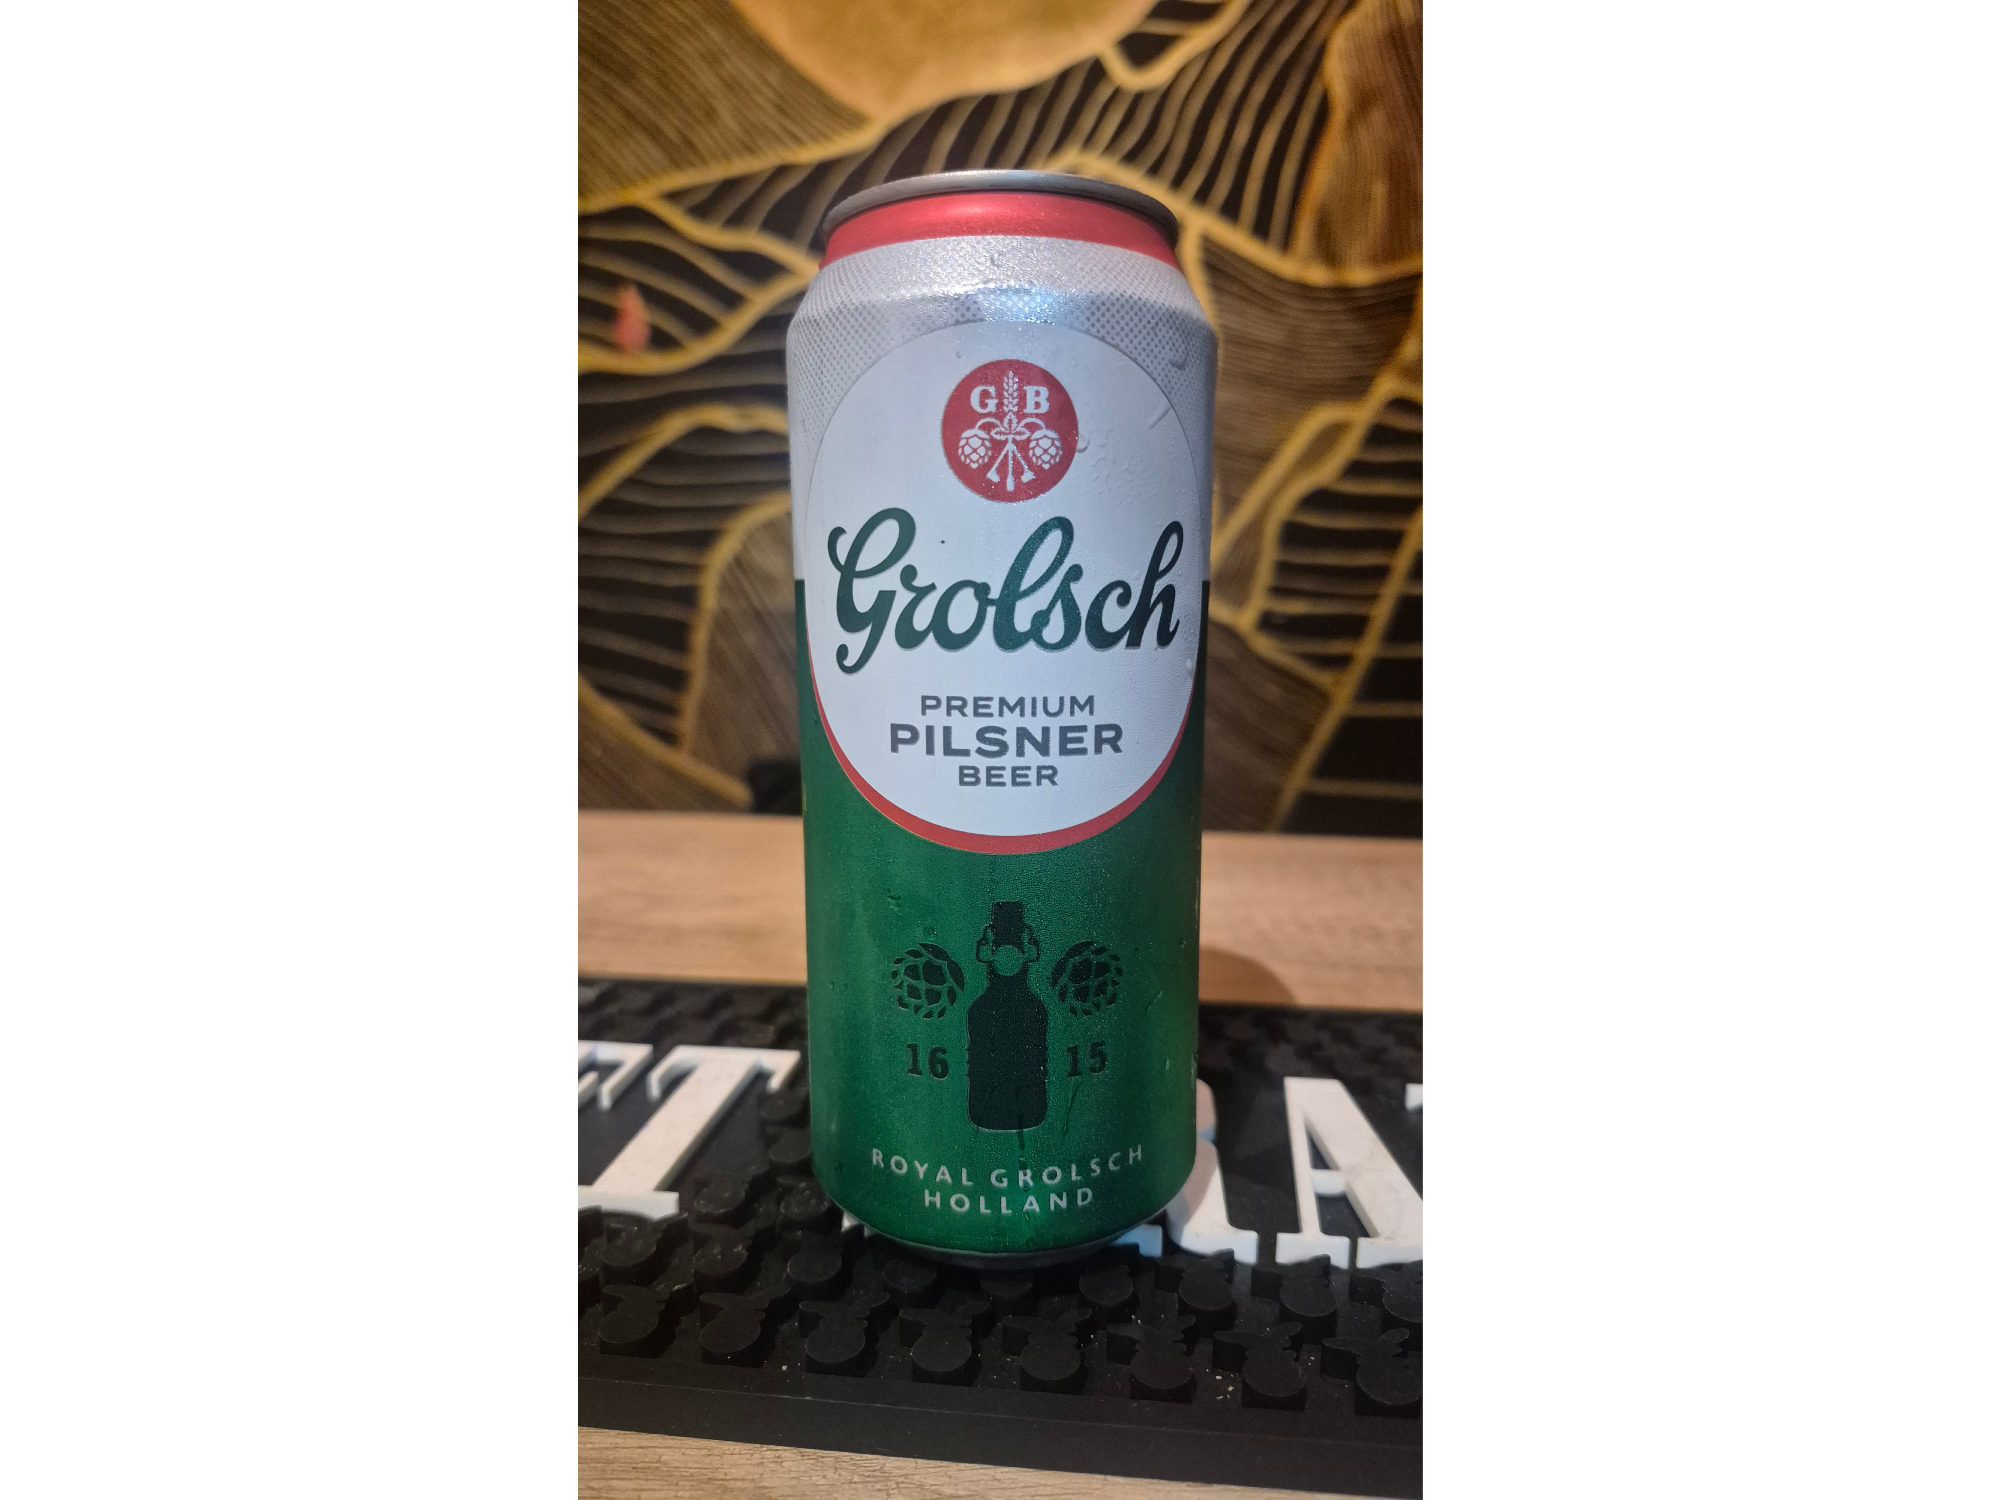 G B
Grolsch
PREMIUM
PILSNER
BEER
16 15
ROYAL GROLSCH
HOLLAND